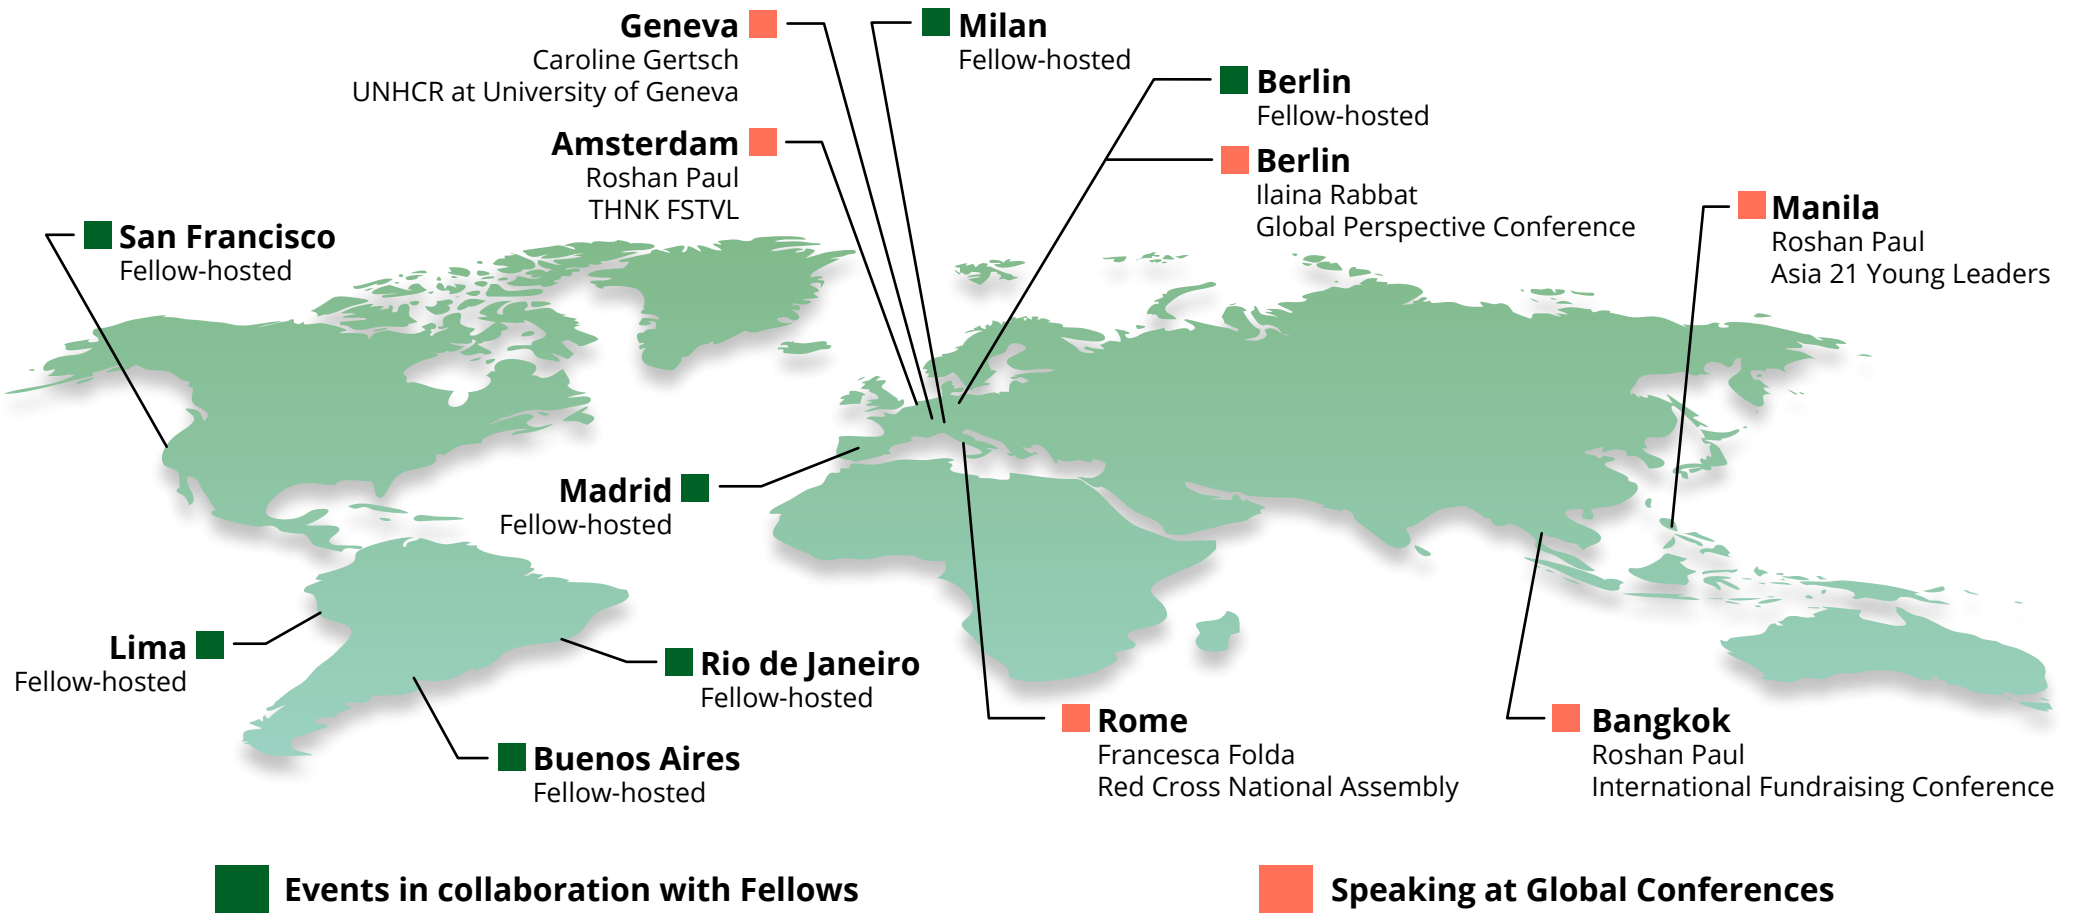 Geneva
Caroline Gertsch
UNHCR at University of Geneva
Milan
Fellow-hosted
Berlin
Fellow-hosted
Amsterdam
Roshan Paul
THNK FSTVL
Berlin
Ilaina Rabbat
Global Perspective Conference
Manila
Roshan Paul
Asia 21 Young Leaders
San Francisco
Fellow-hosted
Madrid
Fellow-hosted
Lima
Fellow-hosted
Rio de Janeiro
Fellow-hosted
Buenos Aires
Fellow-hosted
Rome
Francesca Folda
Red Cross National Assembly
Bangkok
Roshan Paul
International Fundraising Conference
Events in collaboration with Fellows
Speaking at Global Conferences